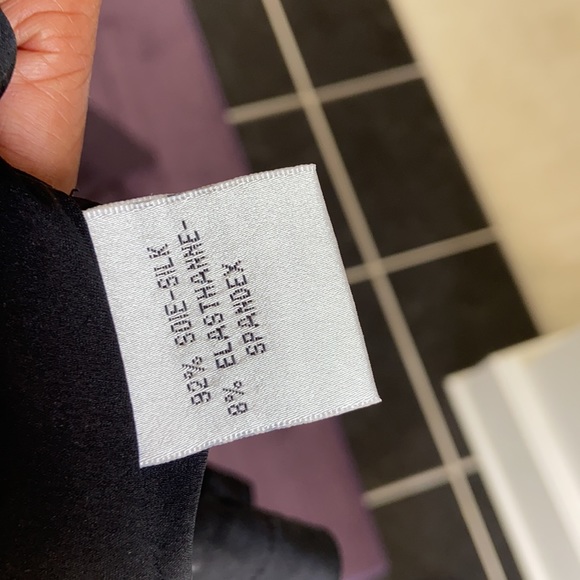 92% SOIE-SILK
8% ELASTHANNE-
SPANDEX